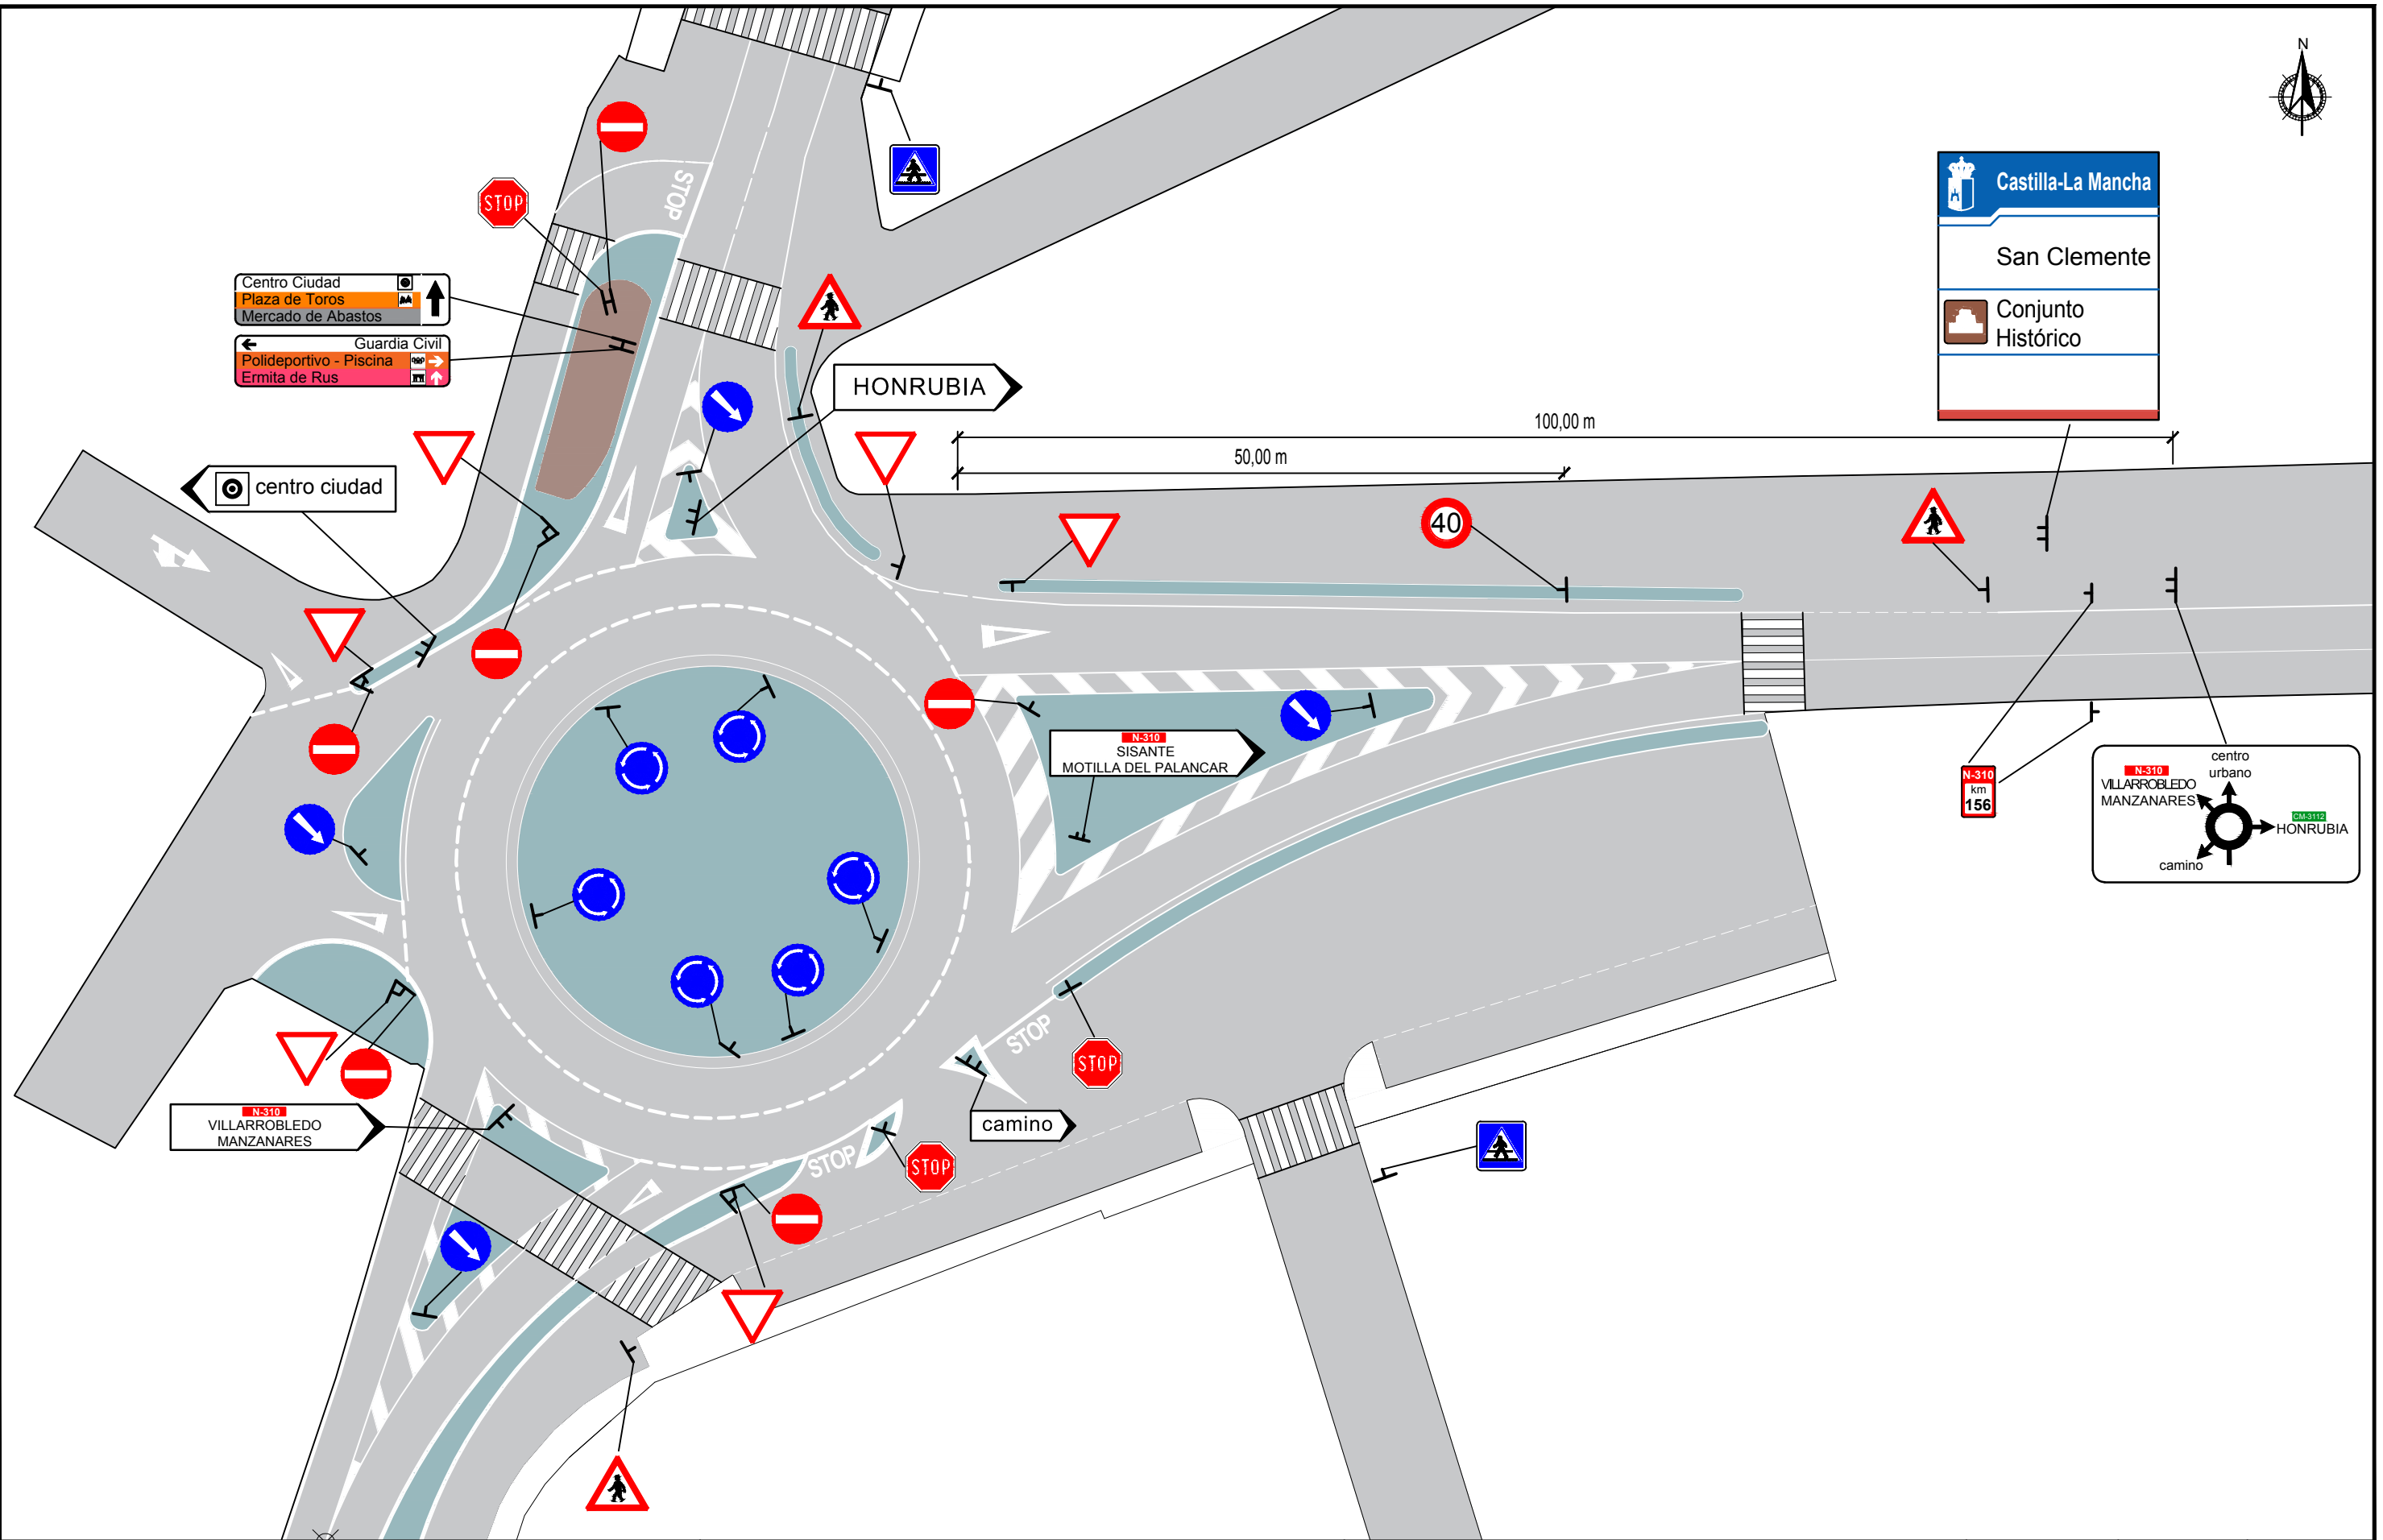 N
STOP
STOP
Castilla-La Mancha
San Clemente
Conjunto
Histórico
Centro Ciudad
Plaza de Toros
Mercado de Abastos
Guardia Civil
Polideportivo - Piscina
Ermita de Rus
HONRUBIA
100,00 m
50,00 m
centro ciudad
40
N-310
SISANTE
MOTILLA DEL PALANCAR
N-310
km
156
centro
urbano
N-310
VILLARROBLEDO
MANZANARES
CM-3112
HONRUBIA
camino
STOP
STOP
N-310
VILLARROBLEDO
MANZANARES
camino
STOP
STOP